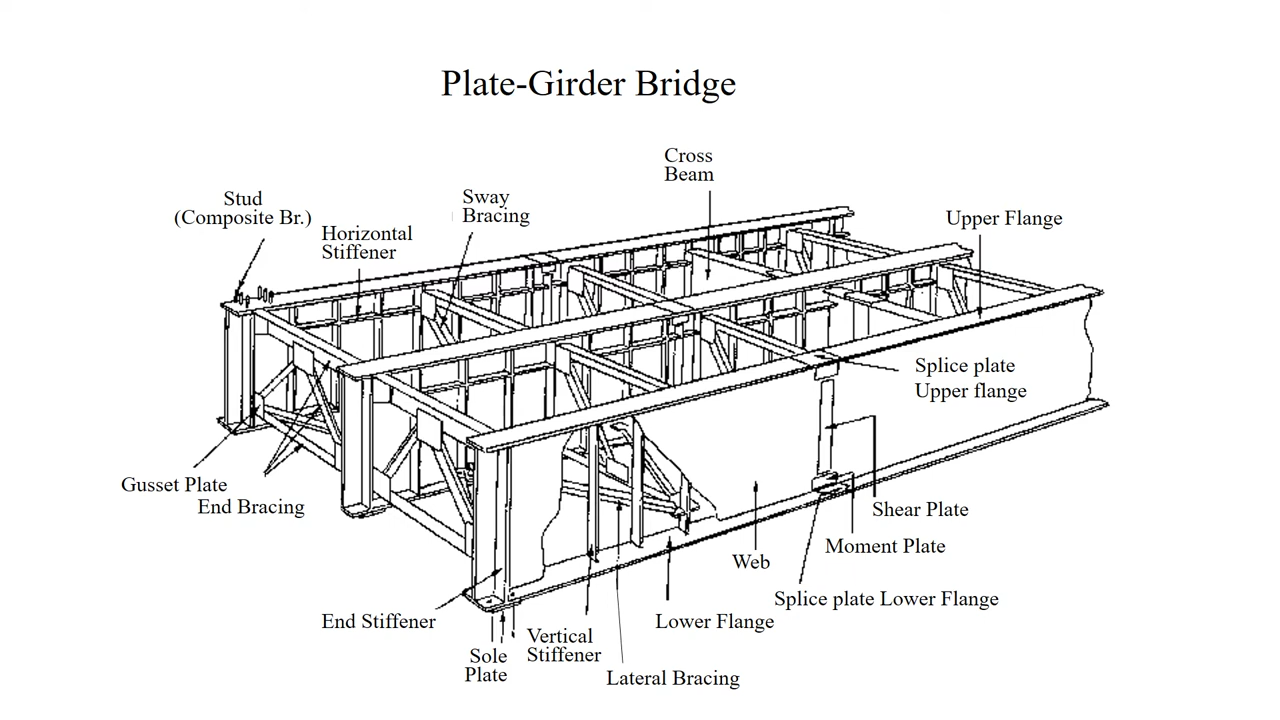 Plate-Girder Bridge
Cross
Beam
Stud
(Composite Br.)
Sway
Bracing
Horizontal
Stiffener
Upper Flange
Splice plate
Upper flange
Gusset Plate
End Bracing
Shear Plate
Moment Plate
Web
Splice plate Lower Flange
End Stiffener
Lower Flange
Vertical
Stiffener
Sole
Plate
Lateral Bracing